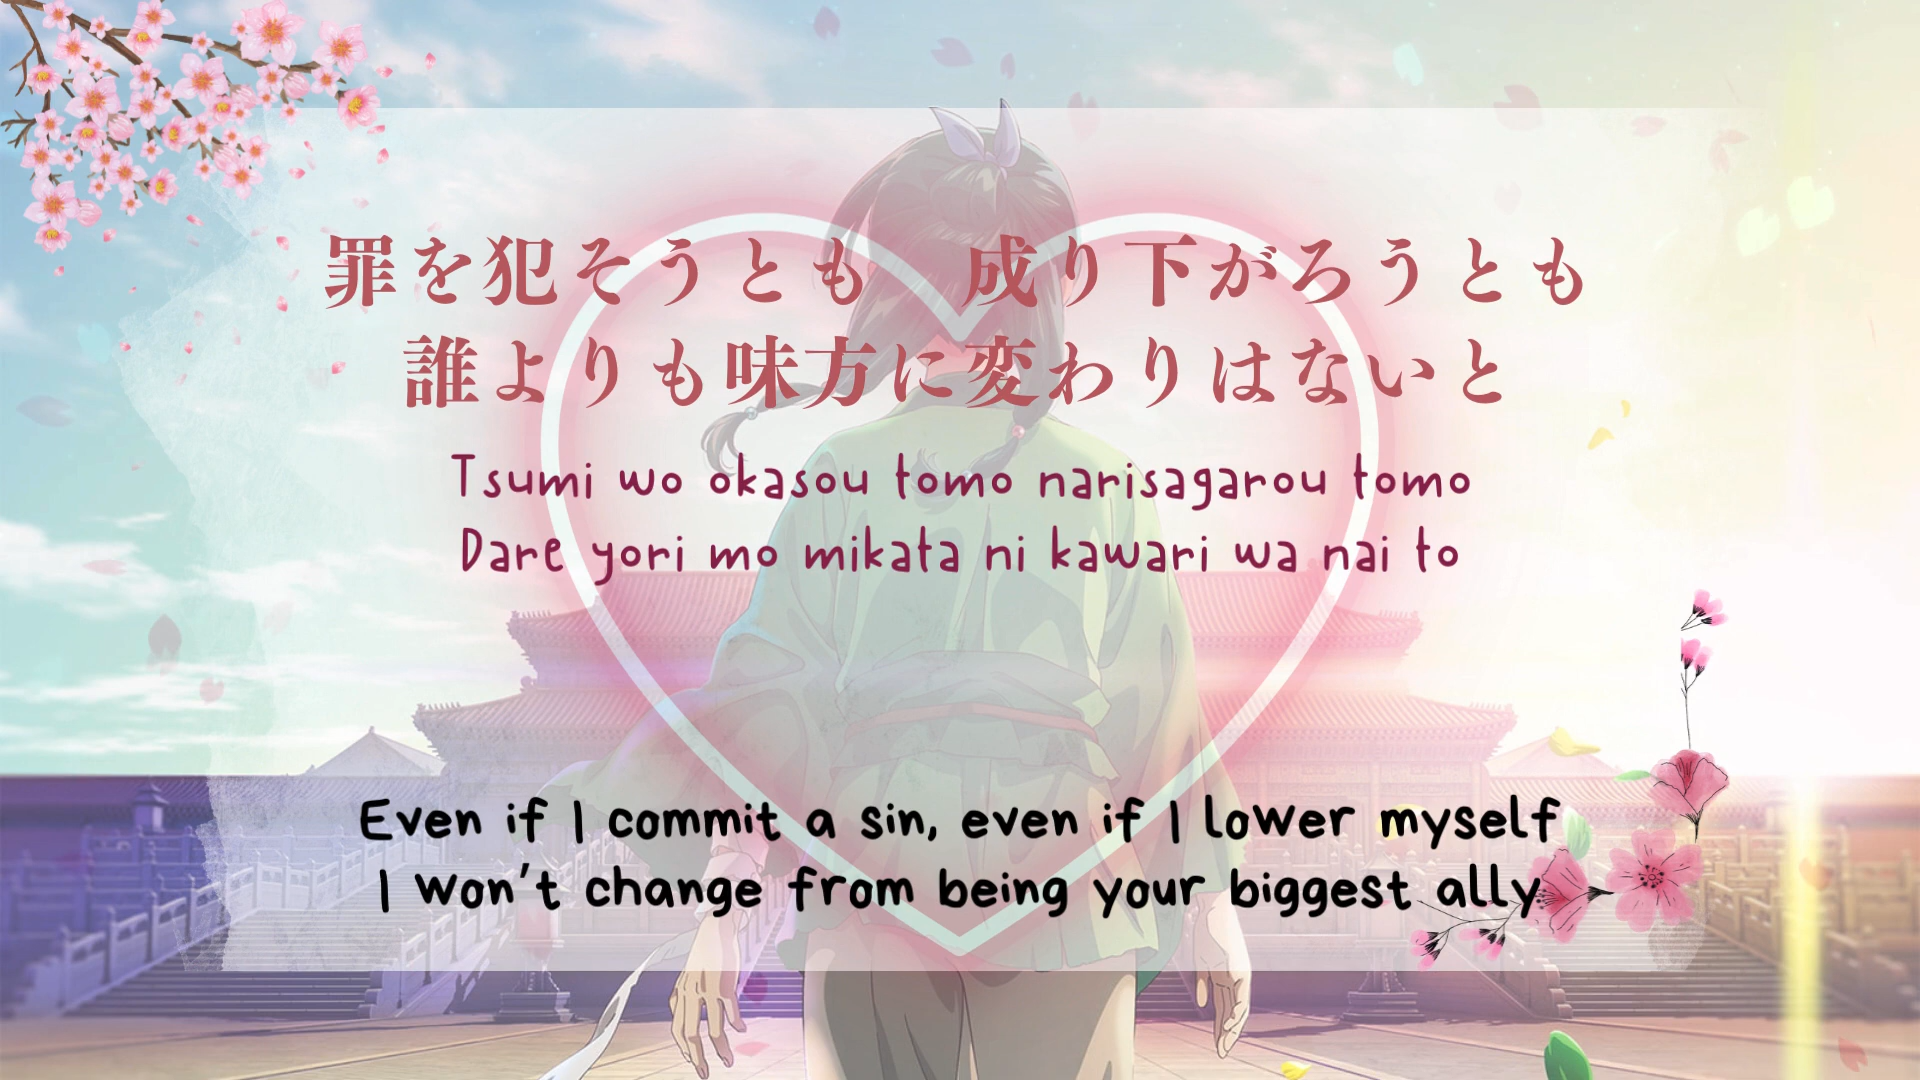 罪を犯そうとも　成り下がろうとも
誰よりも味方に変わりはないと
Tsumi wo okasou tomo narisagarou tomo
Dare yori mo mikata ni kawari wa nai to
Even if I commit a sin, even if I lower myself
I won't change from being your biggest ally